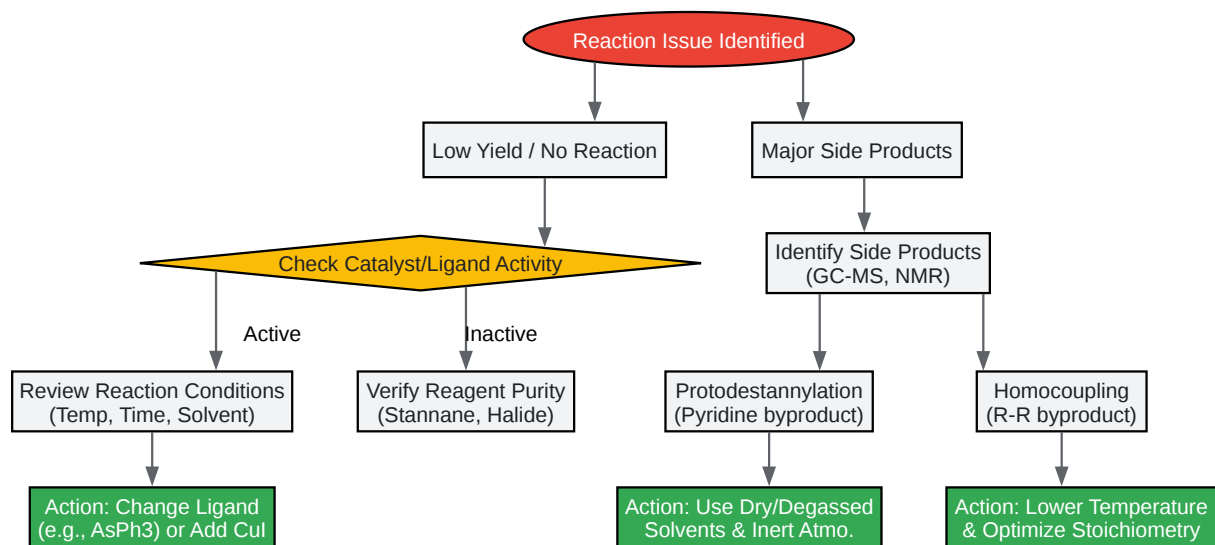 Reaction Issue Identified
Low Yield / No Reaction
Major Side Products
Check Catalyst/Ligand Activity
Identify Side Products
(GC-MS, NMR)
Active
Inactive
Review Reaction Conditions
(Temp, Time, Solvent)
Verify Reagent Purity
(Stannane, Halide)
Protodestannylation
(Pyridine byproduct)
Homocoupling
(R-R byproduct)
Action: Change Ligand
(e.g., AsPh3) or Add CuI
Action: Use Dry/Degassed
Solvents & Inert Atmo.
Action: Lower Temperature
& Optimize Stoichiometry